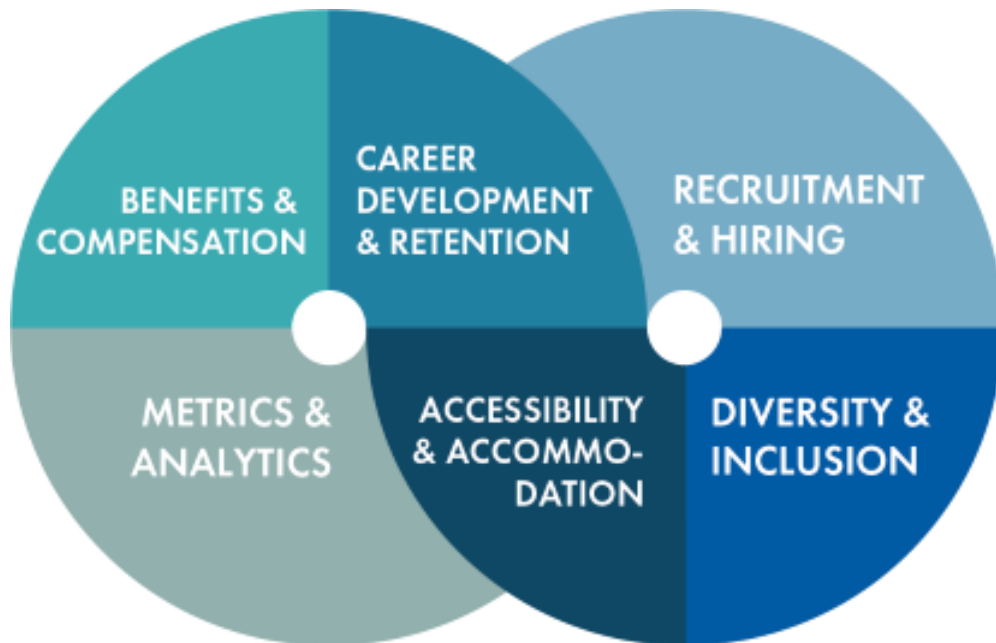 BENEFITS &
COMPENSATION
CAREER
DEVELOPMENT
& RETENTION
RECRUITMENT
& HIRING
METRICS &
ANALYTICS
ACCESSIBILITY
& ACCOMMO-
DATION
DIVERSITY &
INCLUSION